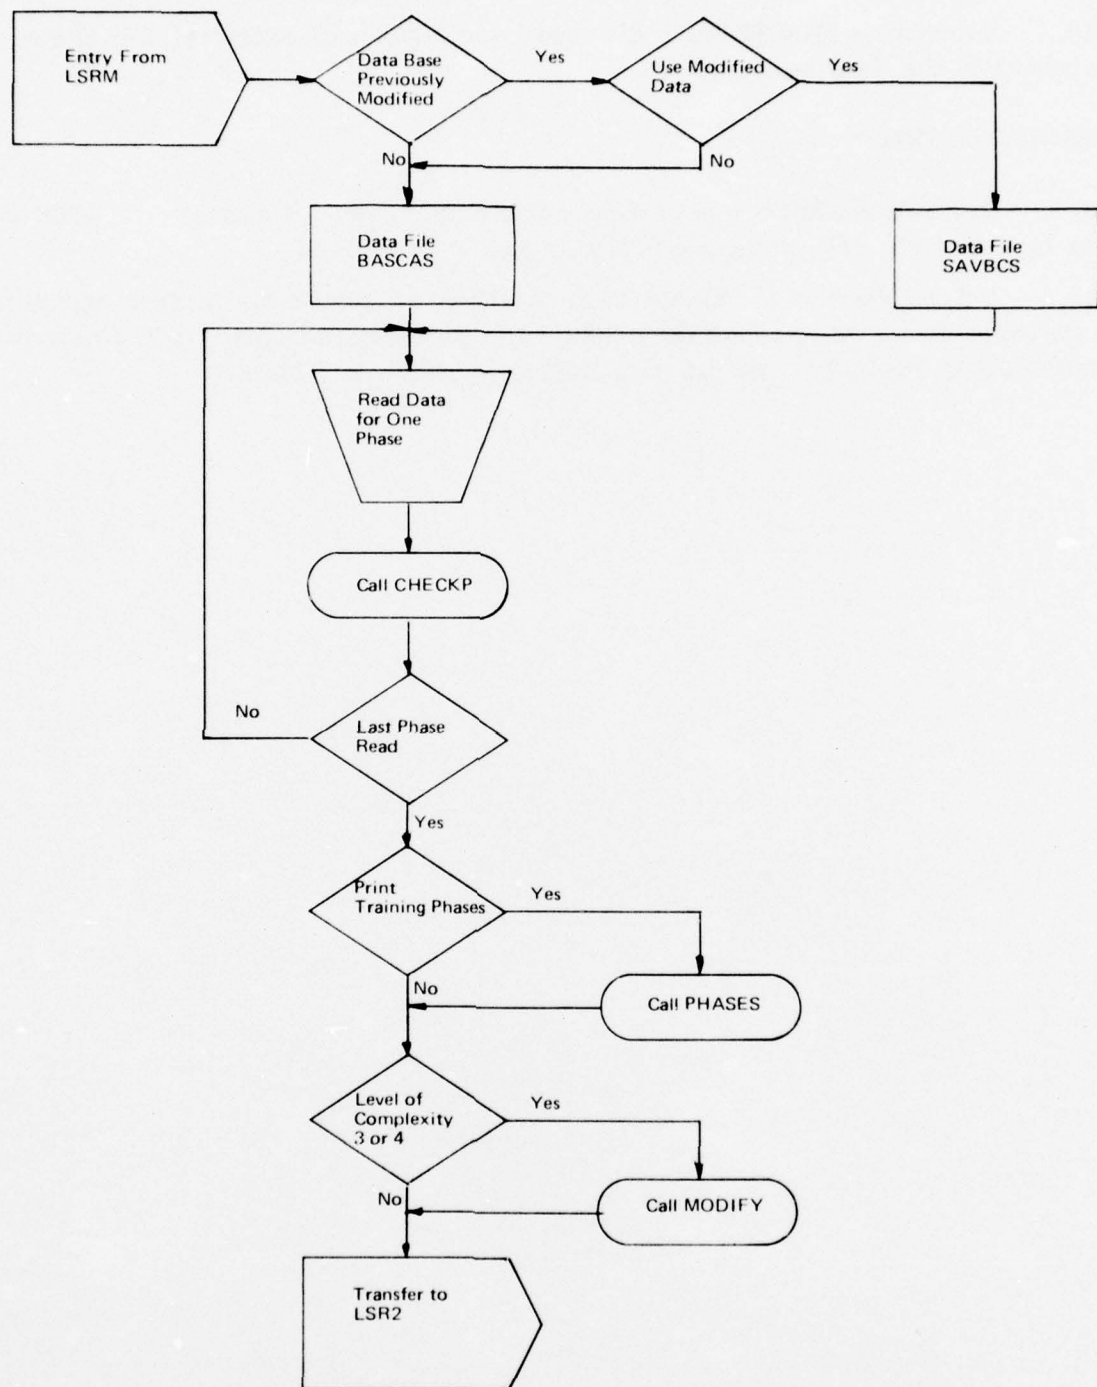 Entry From
LSRM
Data Base
Previously
Modified
Yes
Use Modified
Data
Yes
No
No
Data File
BASCAS
Data File
SAVBCS
Read Data
for One
Phase
Call CHECKP
No
Last Phase
Read
Yes
Print
Training Phases
Yes
No
Call PHASES
Level of
Complexity
3 or 4
Yes
No
Call MODIFY
Transfer to
LSR2